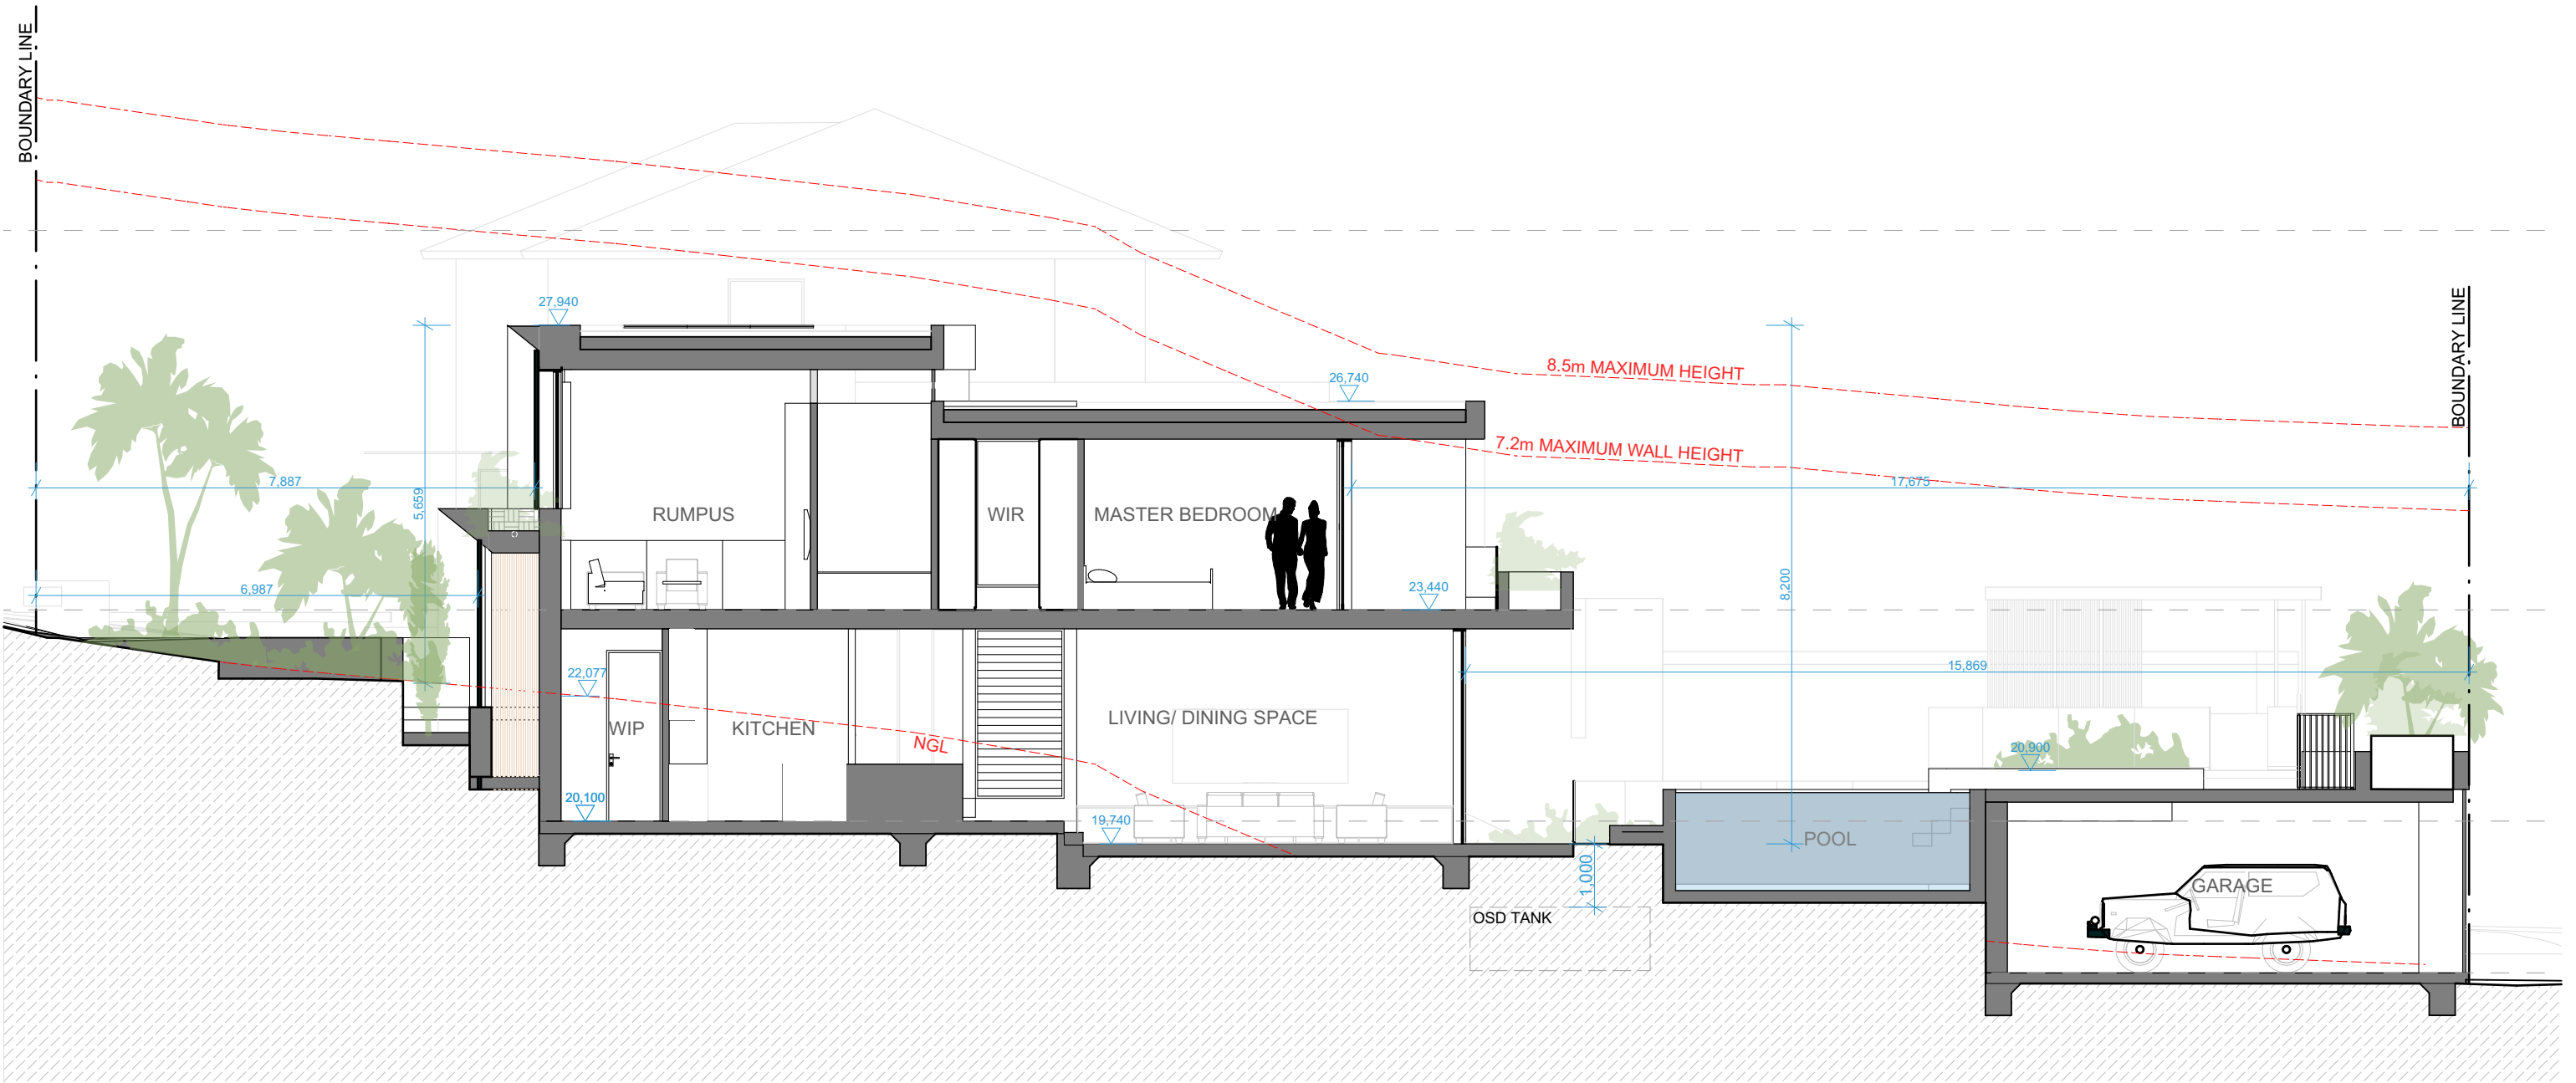 BOUNDARY LINE
27,940
26,740
8.5m MAXIMUM HEIGHT
BOUNDARY LINE
7.2m MAXIMUM WALL HEIGHT
7,887
17,675
5,659
RUMPUS
WIR
MASTER BEDROOM
6,987
23,440
8,200
22,077
15,869
WIP
KITCHEN
NGL
LIVING/ DINING SPACE
20,900
20,100
19,740
POOL
1,000
GARAGE
OSD TANK